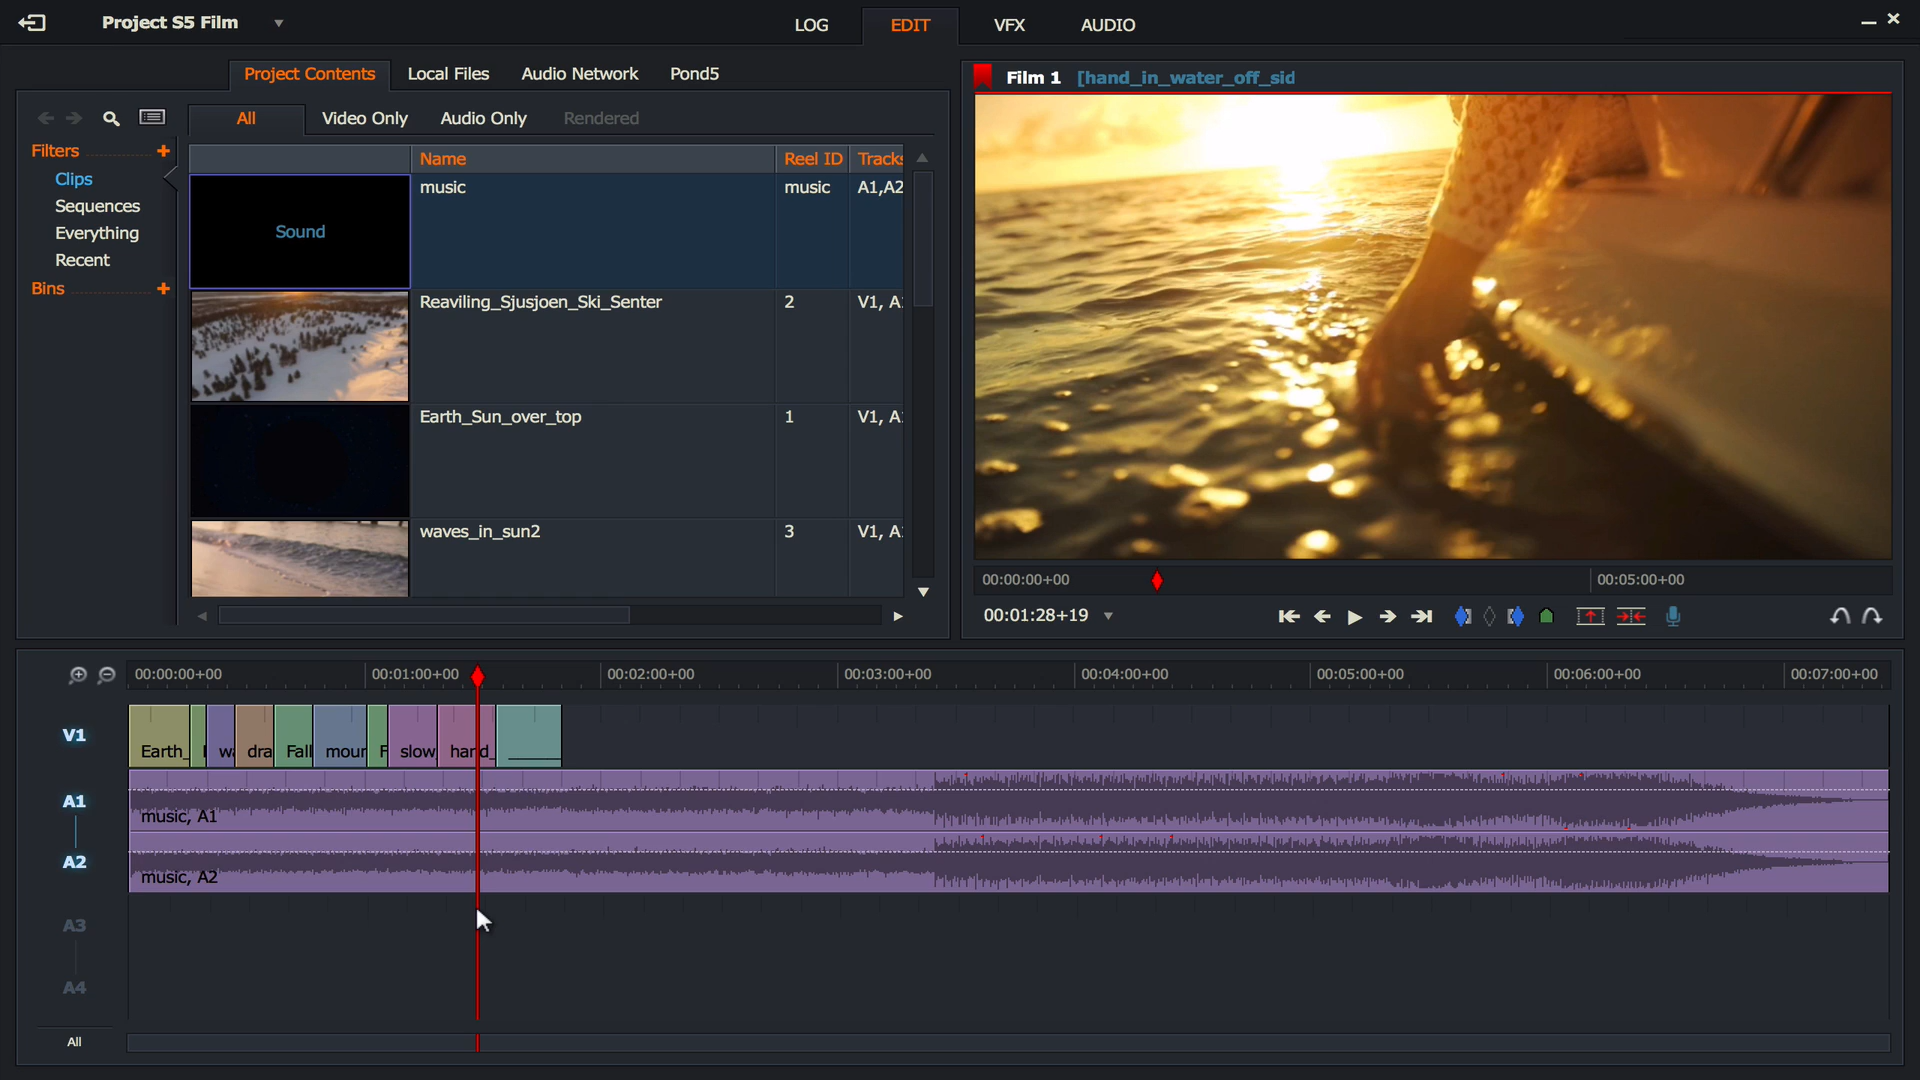 Project S5 Film
LOG
EDIT
VFX
AUDIO
Project Contents
Local Files
Audio Network
Pond5
All
Video Only
Audio Only
Rendered
Filters
Clips
Sequences
Everything
Recent
Bins
Name
Reel ID
Tracks
Sound
music
music
A1,A2
Reaviling_Sjusjoen_Ski_Senter
2
V1, A
Earth_Sun_over_top
1
V1, A
waves_in_sun2
3
V1, A
Film 1 [hand_in_water_off_sid
00:00:00+00
00:05:00+00
00:01:28+19
00:00:00+00
00:01:00+00
00:02:00+00
00:03:00+00
00:04:00+00
00:05:00+00
00:06:00+00
00:07:00+00
V1
Earth_
wa
dra
Fall
mour
F
slow
hand_
A1
music, A1
A2
music, A2
A3
A4
All